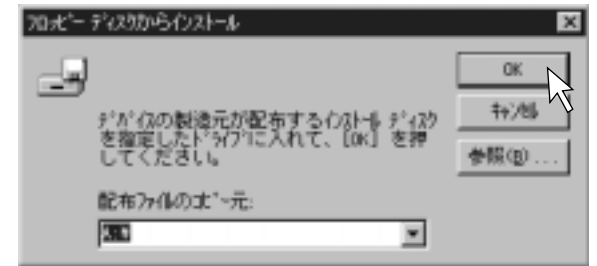 ﾌﾛｯﾋﾟｰ ﾃﾞｨｽｸからｲﾝｽﾄｰﾙ
OK
ﾃﾞﾊﾞｲｽの製造元が配布するｲﾝｽﾄｰﾙ ﾃﾞｨｽｸ
を指定したﾄﾞﾗｲﾌﾞに入れて、[OK] を押
してください。
ｷｬﾝｾﾙ
参照(B) ...
配布ﾌｧｲﾙのｺﾋﾟｰ元: